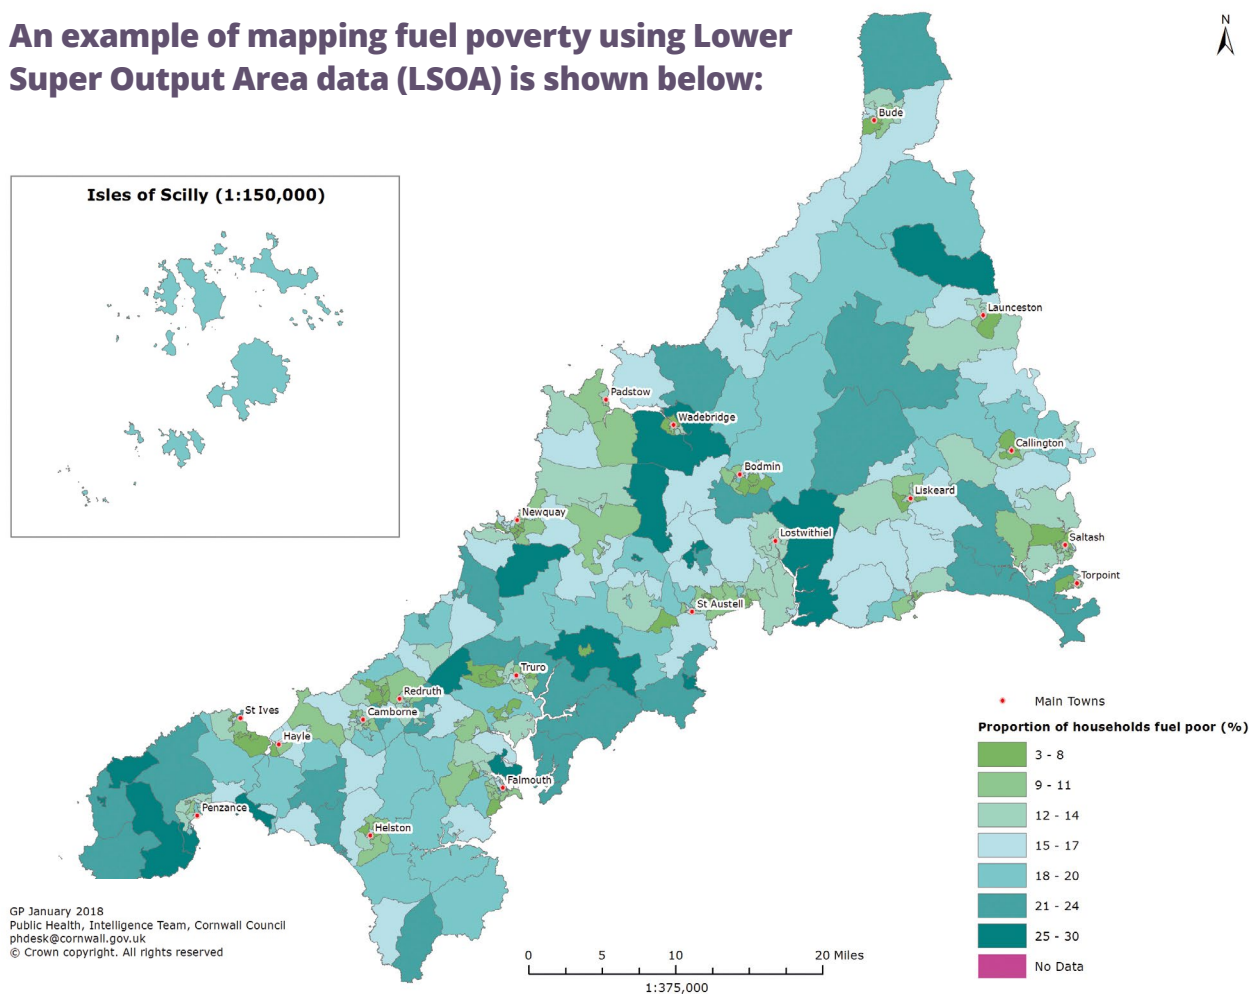 An example of mapping fuel poverty using Lower
Super Output Area data (LSOA) is shown below:
N
Isles of Scilly (1:150,000)
Bude
Launceston
Padstow
Wadebridge
Callington
Bodmin
Liskeard
Newquay
Lostwithiel
Saltash
Torpoint
St Austell
Truro
Redruth
St Ives
Camborne
Hayle
Falmouth
Penzance
Helston
Main Towns
Proportion of households fuel poor (%)
3 - 8
9 - 11
12 - 14
15 - 17
18 - 20
21 - 24
25 - 30
No Data
GP January 2018
Public Health, Intelligence Team, Cornwall Council
phdesk@cornwall.gov.uk
© Crown copyright. All rights reserved
0 5 10 20 Miles
1:375,000